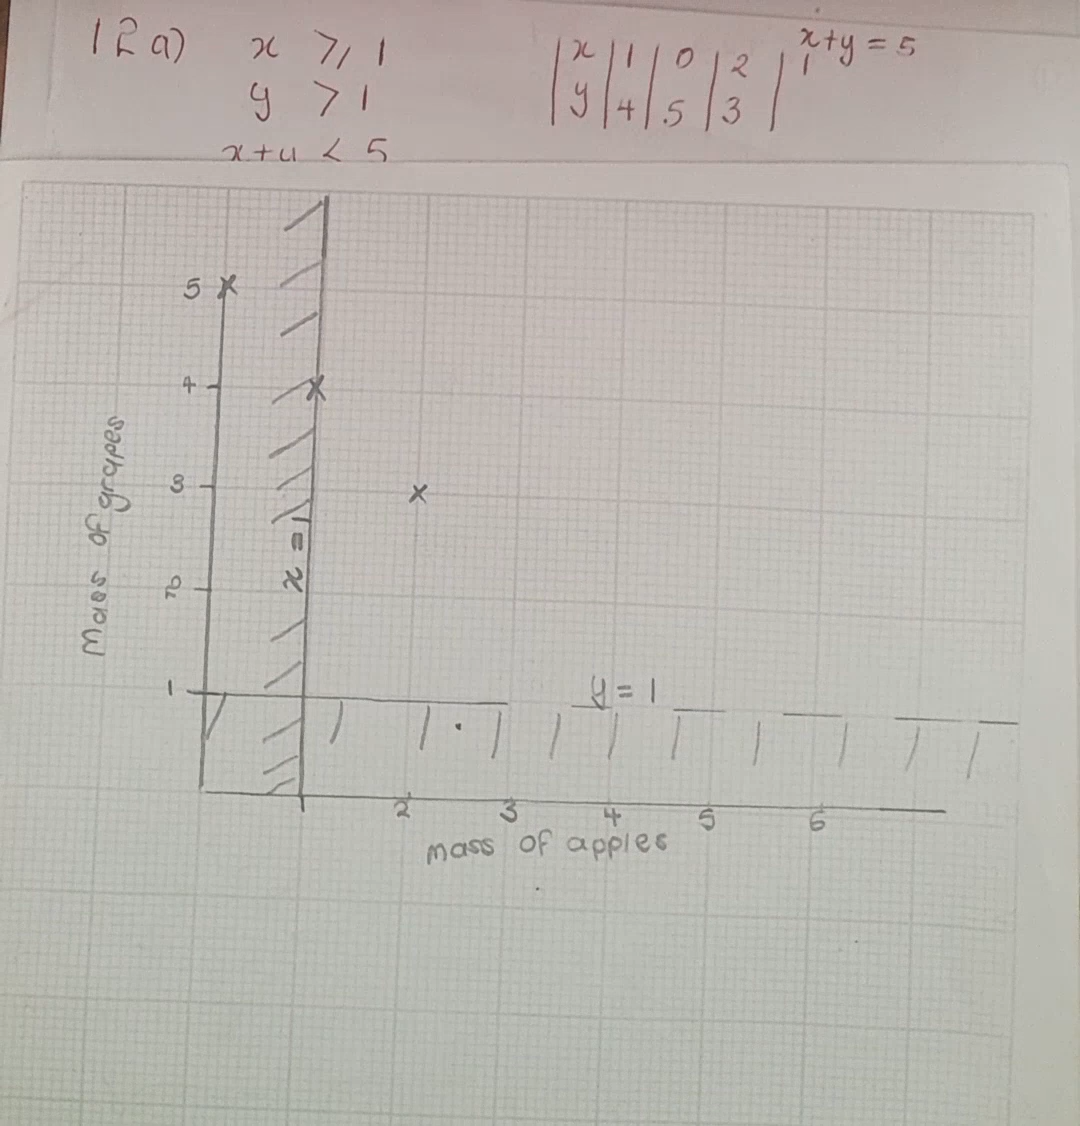 12 a) x ⩾ 1
y > 1
x + y < 5
x+y = 5
x | 1 | 0 | 2
y | 4 | 5 | 3
5
4
3
2
1
Mass of grapes
x = 1
y = 1
2 3 4 5 6
mass of apples